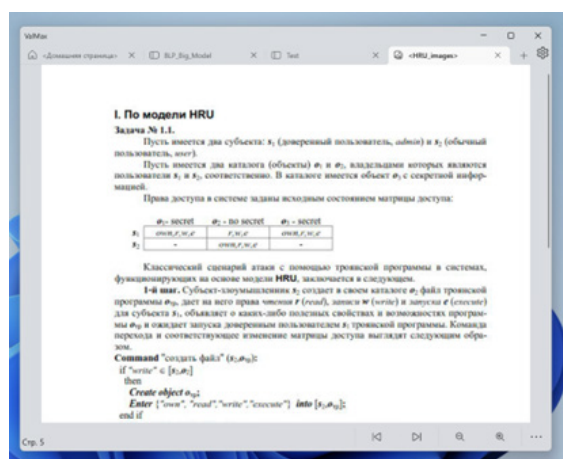 ValMax
<Домашняя страница>
BLP_Big_Model
Test
<HRU_images>
I. По модели HRU
Задача № 1.1.
Пусть имеется два субъекта: s₁ (доверенный пользователь, admin) и s₂ (обычный
пользователь, user).
Пусть имеется два каталога (объекты) o₁ и o₂, владельцами которых являются
пользователи s₁ и s₂, соответственно. В каталоге имеется объект o₃ с секретной инфор-
мацией.
Права доступа в системе заданы исходным состоянием матрицы доступа:
o₁- secret o₂ - no secret o₃ - secret
s₁ own,r,w,e r,w,e own,r,w,e
s₂ - own,r,w,e -
Классический сценарий атаки с помощью троянской программы в системах,
функционирующих на основе модели HRU, заключается в следующем.
1-й шаг. Субъект-злоумышленник s₂ создает в своем каталоге o₂ файл троянской
программы oтр, дает на него права чтения r (read), записи w (write) и запуска e (execute)
для субъекта s₁, объявляет о каких-либо полезных свойствах и возможностях програм-
мы oтр и ожидает запуска доверенным пользователем s₁ троянской программы. Команда
перехода и соответствующее изменение матрицы доступа выглядят следующим обра-
зом.
Command "создать файл" (s₂,oтр):
if "write" ∈ [s₂,o₂]
then
Create object oтр;
Enter {"own", "read","write","execute"} into [s₂,oтр];
end if
Стр. 5